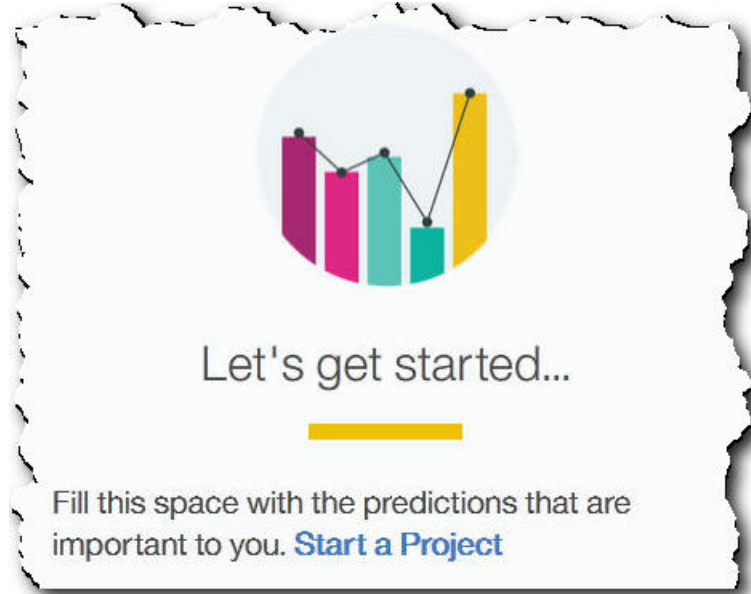 Let's get started...
Fill this space with the predictions that are
important to you. Start a Project